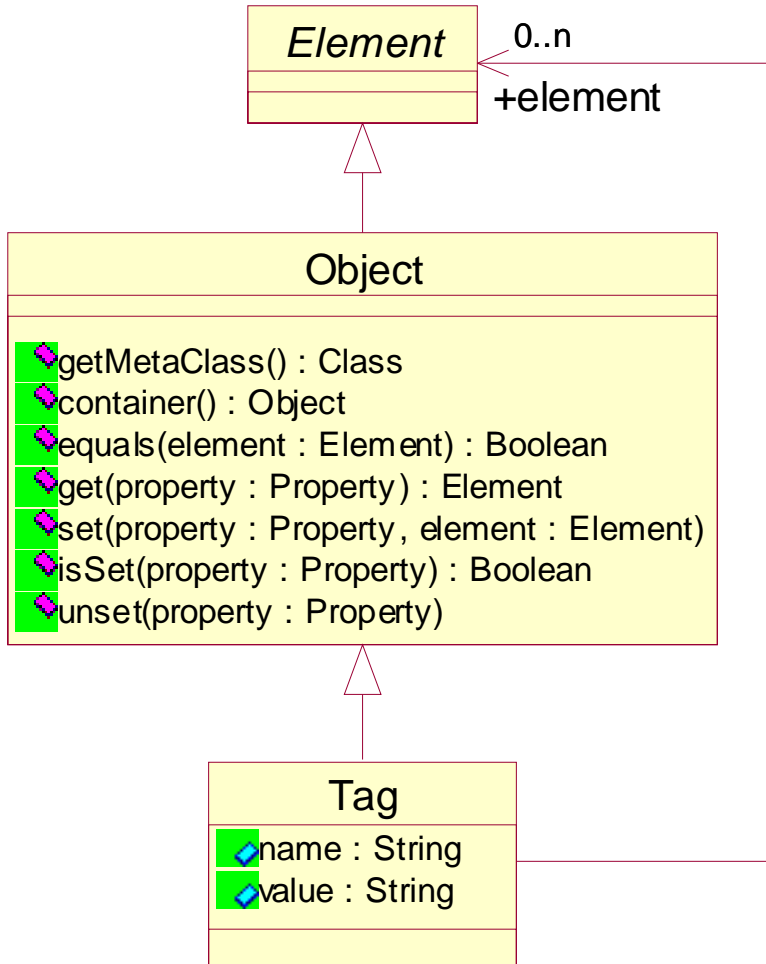 Element
0..n
+element
Object
getMetaClass() : Class
container() : Object
equals(element : Element) : Boolean
get(property : Property) : Element
set(property : Property, element : Element)
isSet(property : Property) : Boolean
unset(property : Property)
Tag
name : String
value : String